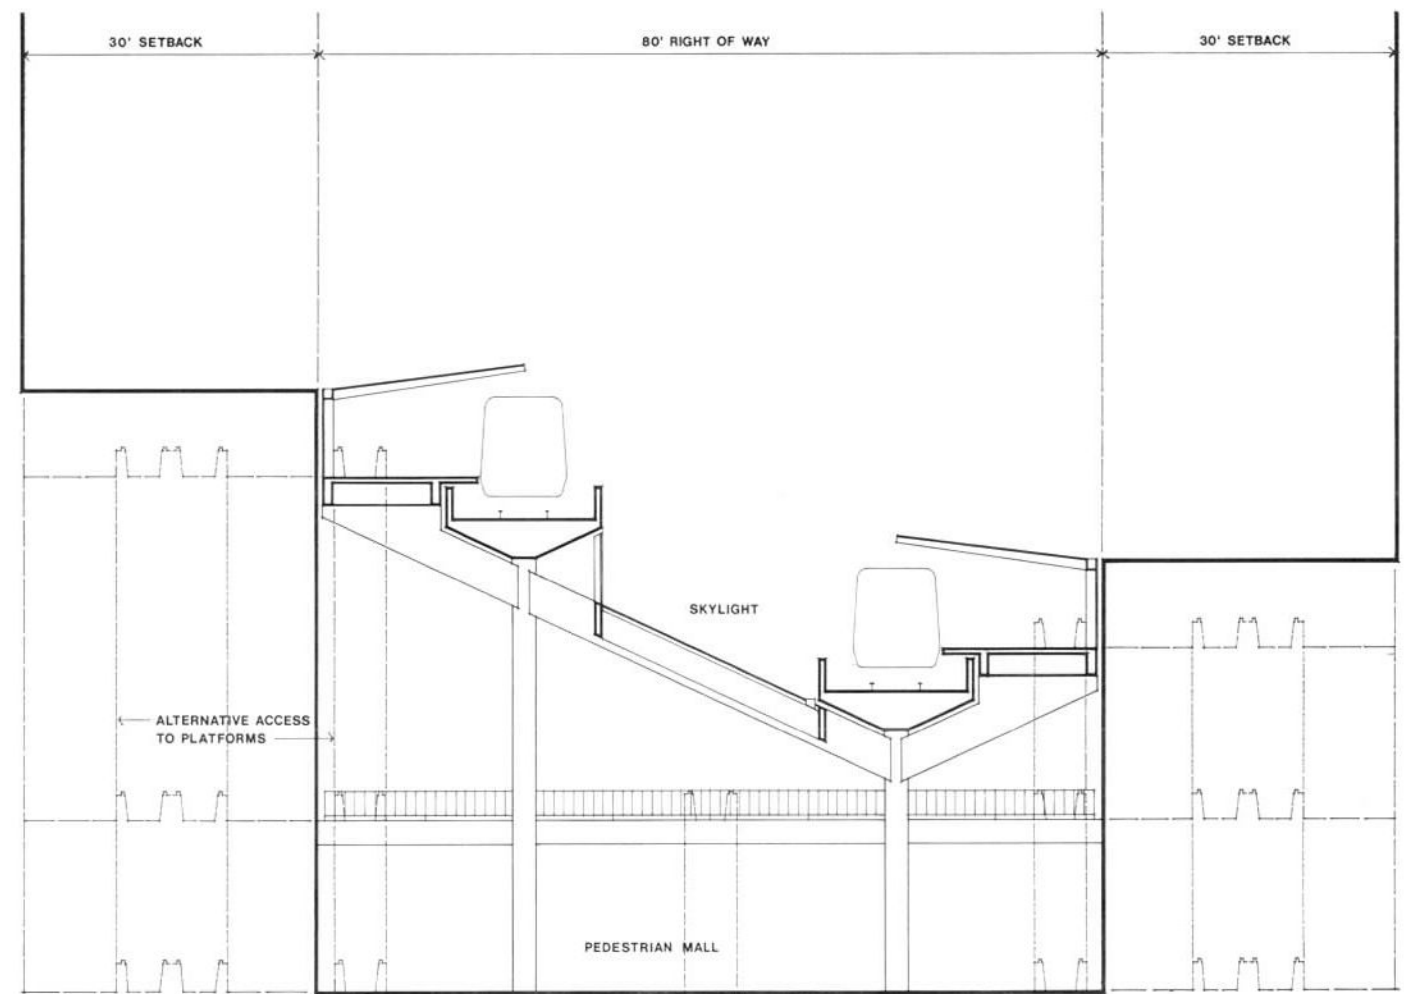 30' SETBACK
80' RIGHT OF WAY
30' SETBACK
SKYLIGHT
ALTERNATIVE ACCESS
TO PLATFORMS
PEDESTRIAN MALL